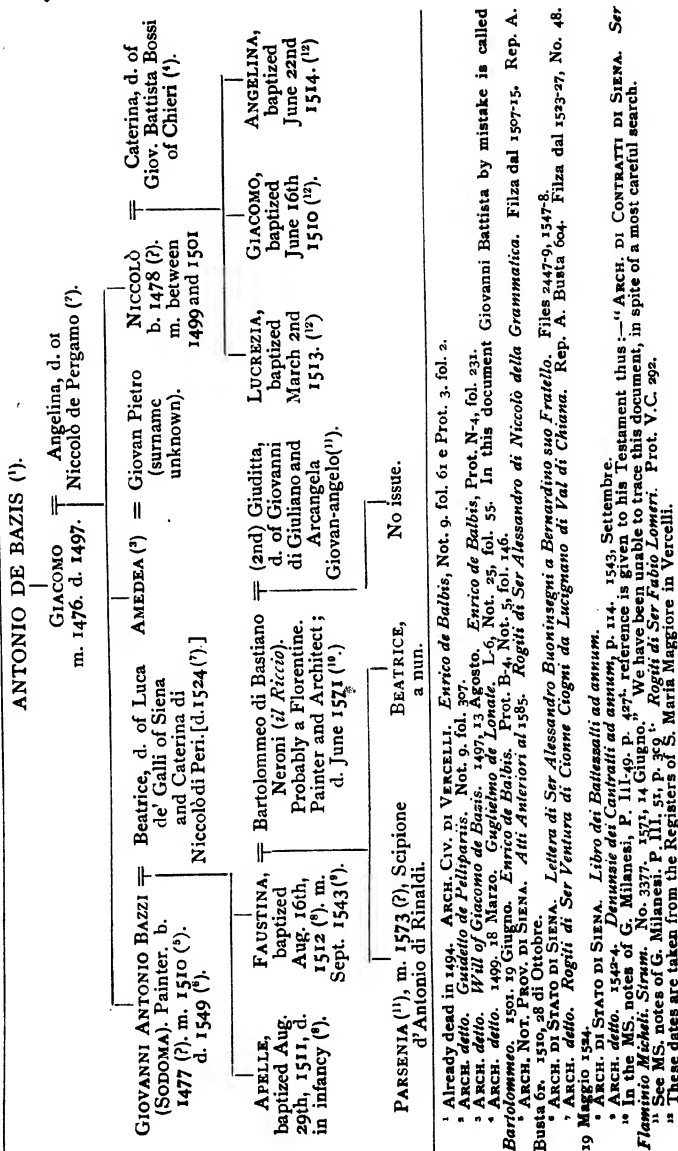 ANTONIO DE BAZIS (¹).
GIACOMO = Angelina, d. of
m. 1476. d. 1497. Niccolò de Pergamo (²).
GIOVANNI ANTONIO BAZZI
(SODOMA). Painter. b.
1477 (?). m. 1510 (⁵).
d. 1549 (⁶).
= Beatrice, d. of Luca
de' Galli of Siena
and Caterina di
Niccolò di Peri. [d. 1524(⁷).]
AMEDEA (³) = Giovan Pietro
(surname
unknown).
NICCOLÒ
b. 1478 (?).
m. between
1499 and 1501
= Caterina, d. of
Giov. Battista Bossi
of Chieri (⁴).
APELLE,
baptized Aug.
29th, 1511, d.
in infancy (⁸).
FAUSTINA,
baptized
Aug. 16th,
1512 (⁸). m.
Sept. 1543 (⁹).
= Bartolommeo di Bastiano
Neroni (il Riccio).
Probably a Florentine.
Painter and Architect;
d. June 1571 (¹⁰.)
= (2nd) Giuditta,
d. of Giovanni
di Giuliano and
Arcangela
Giovan-angelo(¹¹).
LUCREZIA,
baptized
March 2nd
1513. (¹²)
GIACOMO,
baptized
June 16th
1510 (¹²).
ANGELINA,
baptized
June 22nd
1514. (¹²)
PARSENIA (¹¹), m. 1573 (?), Scipione
d'Antonio di Rinaldi.
BEATRICE,
a nun.
No issue.
¹ Already dead in 1494. ARCH. CIV. DI VERCELLI. Enrico de Balbis, Not. 9. fol. 61 e Prot. 3. fol. 2.
² ARCH. detto. Guidetto de Pellipariis. Not. 9. fol. 307.
³ ARCH. detto. Will of Giacomo de Bazis. 1497, 13 Agosto. Enrico de Balbis, Prot. N-4, fol. 231.
⁴ ARCH. detto. 1499. 18 Marzo. Guglielmo de Lonate. L-6, Not. 25, fol. 55. In this document Giovanni Battista by mistake is called
Bartolommeo. 1501. 19 Giugno. Enrico de Balbis. Prot. B-4, Not. 5, fol. 146.
⁵ ARCH. NOT. PROV. DI SIENA. Atti Anteriori al 1585. Rogiti di Ser Alessandro di Niccolò della Grammatica. Filza dal 1507-15. Rep. A.
Busta 62. 1510, 28 di Ottobre.
⁶ ARCH. DI STATO DI SIENA. Lettera di Ser Alessandro Buoninsegni a Bernardino suo Fratello. Files 2447-9, 1547-8.
⁷ ARCH. detto. Rogiti di Ser Ventura di Cionne Ciogni da Lucignano di Val di Chiana. Rep. A. Busta 604. Filza dal 1523-27, No. 48.
19 Maggio 1524.
⁸ ARCH. DI STATO DI SIENA. Libro dei Battezzati ad annum.
⁹ ARCH. detto. 1542-4. Denunzie dei Contratti ad annum, p. 114. 1543. Settembre.
¹⁰ In the MS. notes of G. Milanesi, P. III-49. p. 427ᵗ. reference is given to his Testament thus:—"ARCH. DI CONTRATTI DI SIENA. Ser
Flaminio Micheli. Strum. No. 3377. 1571, 14 Giugno." We have been unable to trace this document, in spite of a most careful search.
¹¹ See MS. notes of G. Milanesi. P. III. 51, p. 309 ᵗ. Rogiti di Ser Fabio Lomeri. Prot. V.C. 292.
¹² These dates are taken from the Registers of S. Maria Maggiore in Vercelli.